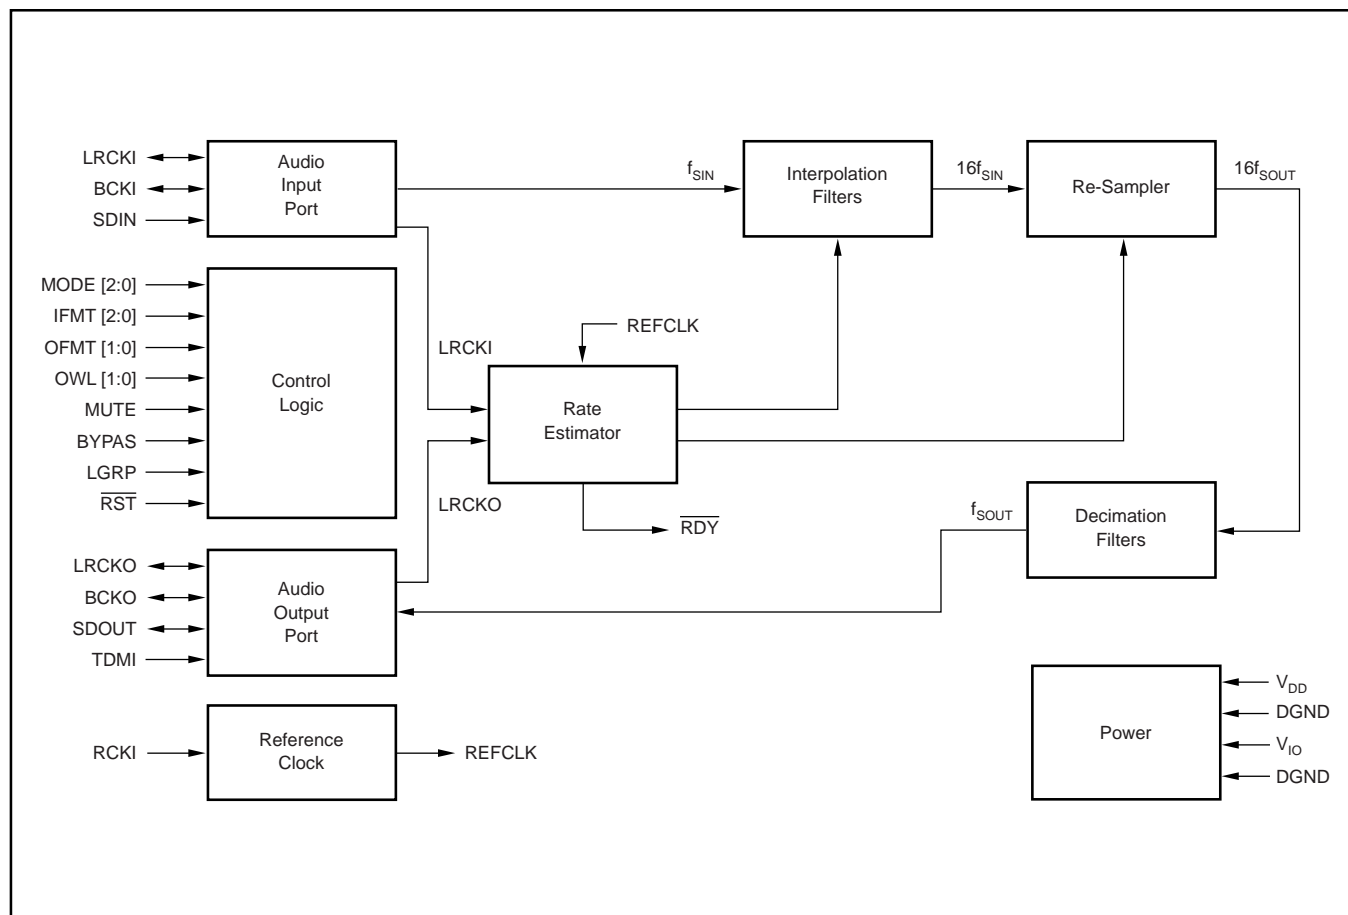 LRCKI
BCKI
SDIN
Audio
Input
Port
f_SIN
Interpolation
Filters
16f_SIN
Re-Sampler
16f_SOUT
MODE [2:0]
IFMT [2:0]
OFMT [1:0]
OWL [1:0]
MUTE
BYPAS
LGRP
R̅S̅T̅
Control
Logic
LRCKI
REFCLK
Rate
Estimator
LRCKO
R̅D̅Y̅
f_SOUT
Decimation
Filters
LRCKO
BCKO
SDOUT
TDMI
Audio
Output
Port
RCKI
Reference
Clock
REFCLK
Power
V_DD
DGND
V_IO
DGND